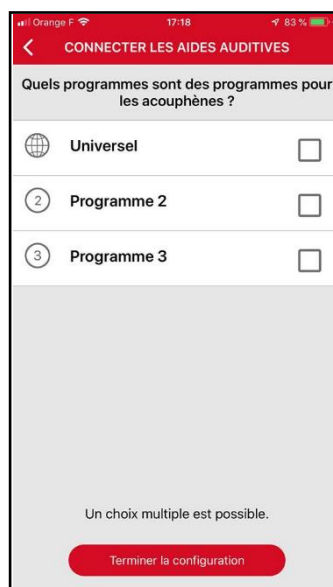 Orange F 17:18 83 %
CONNECTER LES AIDES AUDITIVES
Quels programmes sont des programmes pour
les acouphènes ?
Universel
2 Programme 2
3 Programme 3
Un choix multiple est possible.
Terminer la configuration